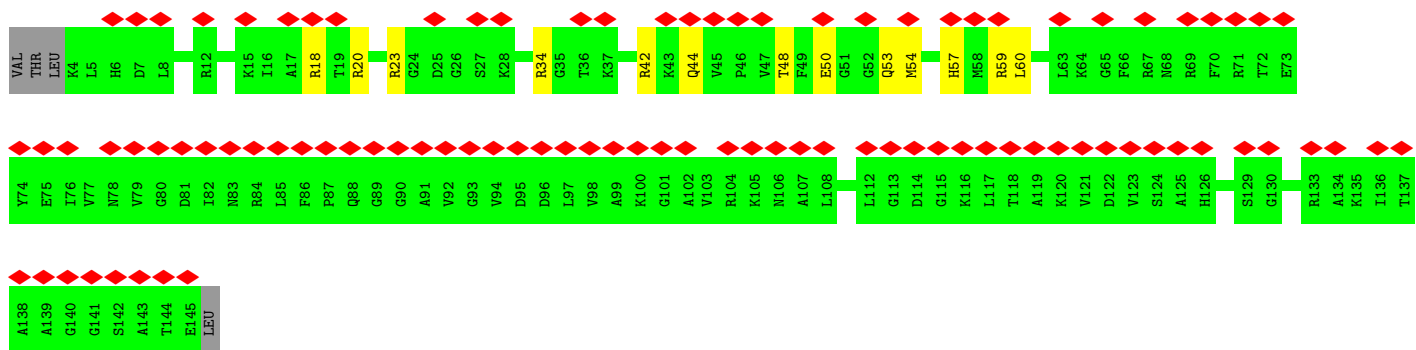 VAL THR LEU K4 L5 H6 D7 L8 R12 K15 I16 A17 R18 T19 R20 R23 G24 D25 G26 S27 K28 R34 G35 T36 K37 R42 K43 Q44 V45 P46 V47 T48 F49 E50 G51 G52 Q53 M54 H57 M58 R59 L60 L63 K64 G65 F66 R67 N68 R69 F70 R71 T72 E73
Y74 E75 I76 V77 N78 V79 G80 D81 I82 N83 R84 L85 F86 P87 Q88 G89 G90 A91 V92 G93 V94 D95 D96 L97 V98 A99 K100 G101 A102 V103 R104 K105 N106 A107 L108 L112 G113 D114 G115 K116 L117 T118 A119 K120 V121 D122 V123 S124 A125 H126 S129 G130 R133 A134 K135 I136 T137
A138 A139 G140 G141 S142 A143 T144 E145 LEU